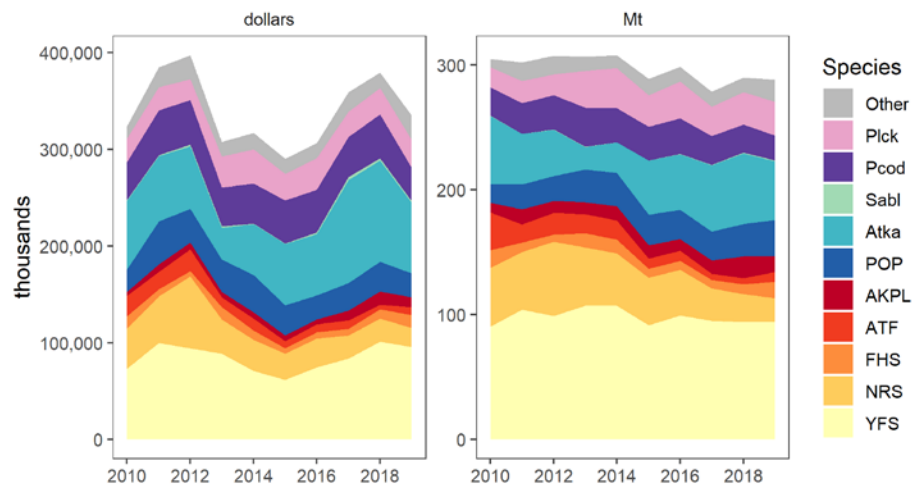 dollars
Mt
thousands
400,000
300,000
200,000
100,000
0
2010 2012 2014 2016 2018
300
200
100
0
2010 2012 2014 2016 2018
Species
Other
Plck
Pcod
Sabl
Atka
POP
AKPL
ATF
FHS
NRS
YFS